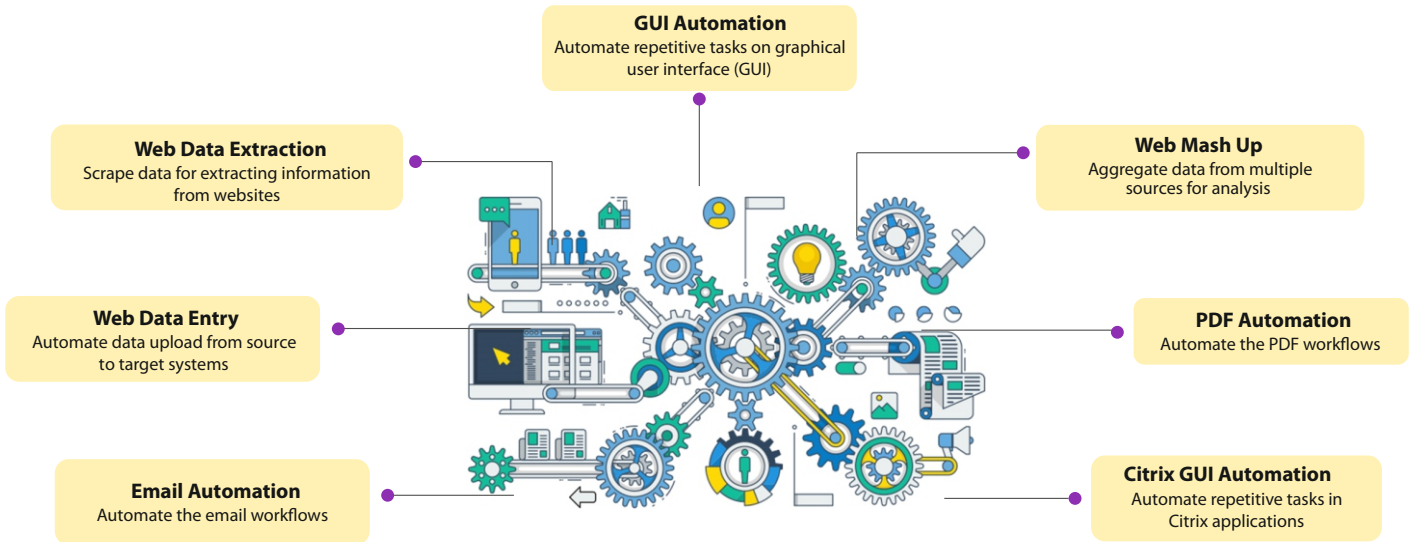 GUI Automation
Automate repetitive tasks on graphical
user interface (GUI)
Web Data Extraction
Scrape data for extracting information
from websites
Web Mash Up
Aggregate data from multiple
sources for analysis
Web Data Entry
Automate data upload from source
to target systems
PDF Automation
Automate the PDF workflows
Email Automation
Automate the email workflows
Citrix GUI Automation
Automate repetitive tasks in
Citrix applications